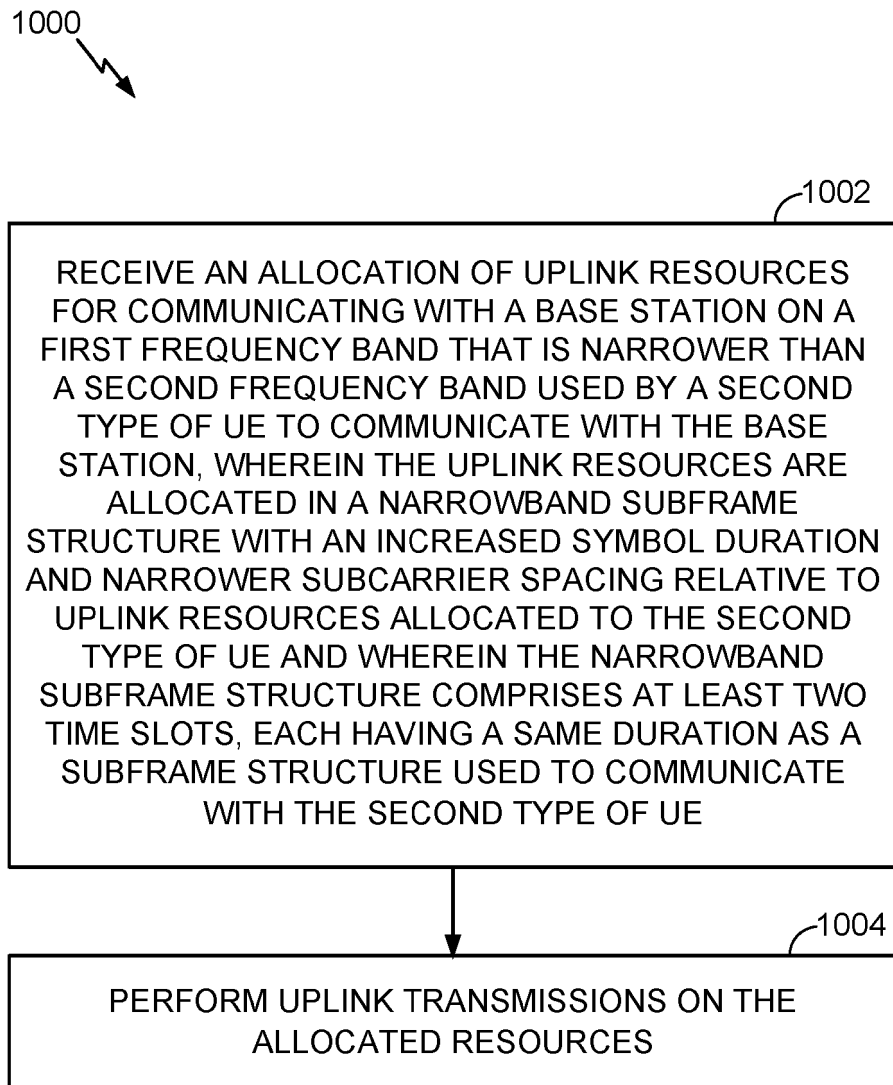 1000
1002
RECEIVE AN ALLOCATION OF UPLINK RESOURCES
FOR COMMUNICATING WITH A BASE STATION ON A
FIRST FREQUENCY BAND THAT IS NARROWER THAN
A SECOND FREQUENCY BAND USED BY A SECOND
TYPE OF UE TO COMMUNICATE WITH THE BASE
STATION, WHEREIN THE UPLINK RESOURCES ARE
ALLOCATED IN A NARROWBAND SUBFRAME
STRUCTURE WITH AN INCREASED SYMBOL DURATION
AND NARROWER SUBCARRIER SPACING RELATIVE TO
UPLINK RESOURCES ALLOCATED TO THE SECOND
TYPE OF UE AND WHEREIN THE NARROWBAND
SUBFRAME STRUCTURE COMPRISES AT LEAST TWO
TIME SLOTS, EACH HAVING A SAME DURATION AS A
SUBFRAME STRUCTURE USED TO COMMUNICATE
WITH THE SECOND TYPE OF UE
1004
PERFORM UPLINK TRANSMISSIONS ON THE
ALLOCATED RESOURCES